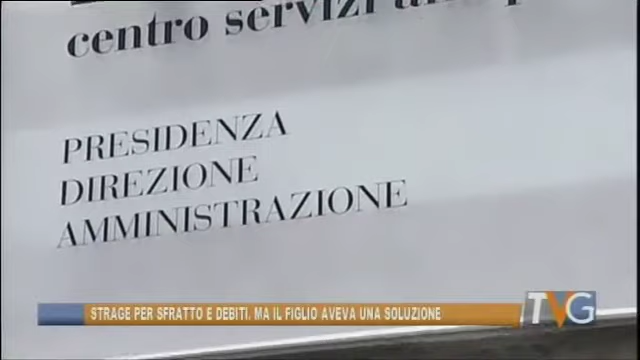 centro servizi
PRESIDENZA
DIREZIONE
AMMINISTRAZIONE
STRAGE PER SFRATTO E DEBITI. MA IL FIGLIO AVEVA UNA SOLUZIONE
TVG